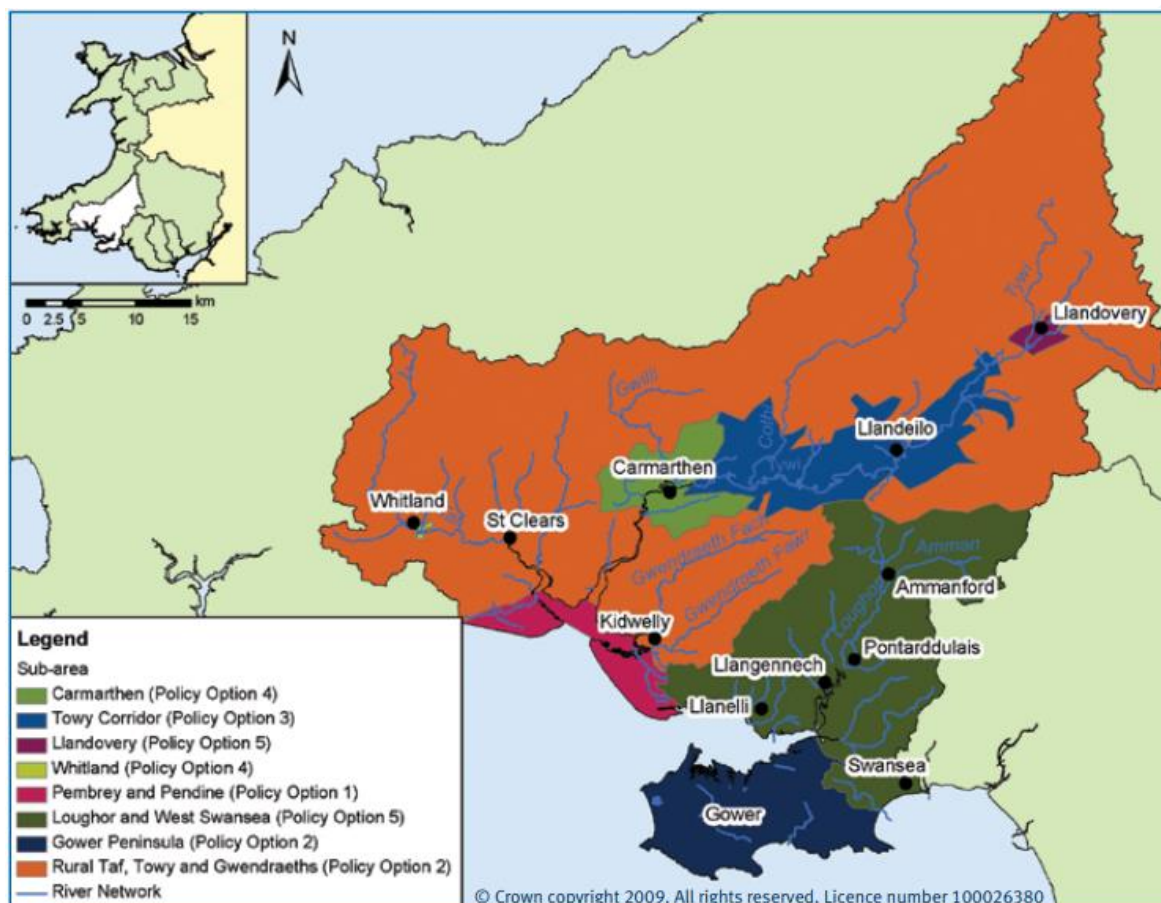 N
km
0 2.5 5 10 15
Tywi
Llandovery
Gwili
Cothi
Llandeilo
Carmarthen
Tywi
Whitland
St Clears
Gwendraeth Fach
Amman
Ammanford
Gwendraeth Fawr
Loughor
Kidwelly
Pontarddulais
Llangennech
Llanelli
Swansea
Gower
Legend
Sub-area
Carmarthen (Policy Option 4)
Towy Corridor (Policy Option 3)
Llandovery (Policy Option 5)
Whitland (Policy Option 4)
Pembrey and Pendine (Policy Option 1)
Loughor and West Swansea (Policy Option 5)
Gower Peninsula (Policy Option 2)
Rural Taf, Towy and Gwendraeths (Policy Option 2)
River Network
© Crown copyright 2009. All rights reserved. Licence number 100026380